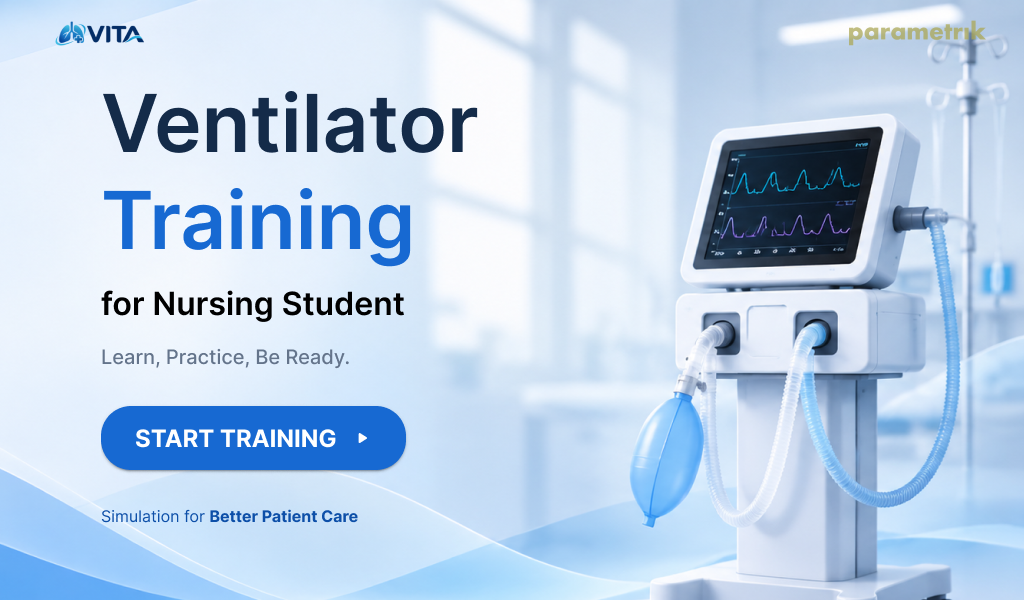 VITA
parametrik
Ventilator
Training
for Nursing Student
Learn, Practice, Be Ready.
START TRAINING
Simulation for Better Patient Care